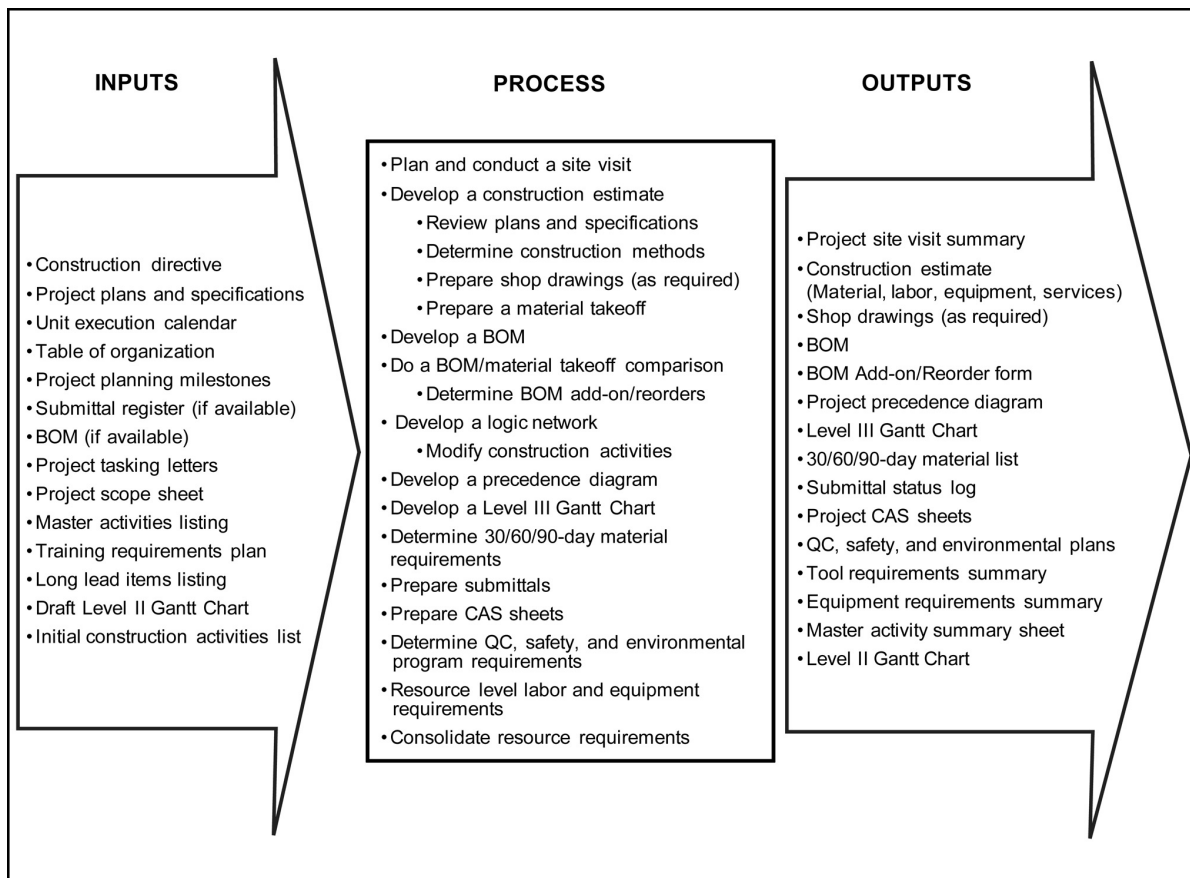 INPUTS
• Construction directive
• Project plans and specifications
• Unit execution calendar
• Table of organization
• Project planning milestones
• Submittal register (if available)
• BOM (if available)
• Project tasking letters
• Project scope sheet
• Master activities listing
• Training requirements plan
• Long lead items listing
• Draft Level II Gantt Chart
• Initial construction activities list
PROCESS
• Plan and conduct a site visit
• Develop a construction estimate
• Review plans and specifications
• Determine construction methods
• Prepare shop drawings (as required)
• Prepare a material takeoff
• Develop a BOM
• Do a BOM/material takeoff comparison
• Determine BOM add-on/reorders
• Develop a logic network
• Modify construction activities
• Develop a precedence diagram
• Develop a Level III Gantt Chart
• Determine 30/60/90-day material
requirements
• Prepare submittals
• Prepare CAS sheets
• Determine QC, safety, and environmental
program requirements
• Resource level labor and equipment
requirements
• Consolidate resource requirements
OUTPUTS
• Project site visit summary
• Construction estimate
(Material, labor, equipment, services)
• Shop drawings (as required)
• BOM
• BOM Add-on/Reorder form
• Project precedence diagram
• Level III Gantt Chart
• 30/60/90-day material list
• Submittal status log
• Project CAS sheets
• QC, safety, and environmental plans
• Tool requirements summary
• Equipment requirements summary
• Master activity summary sheet
• Level II Gantt Chart